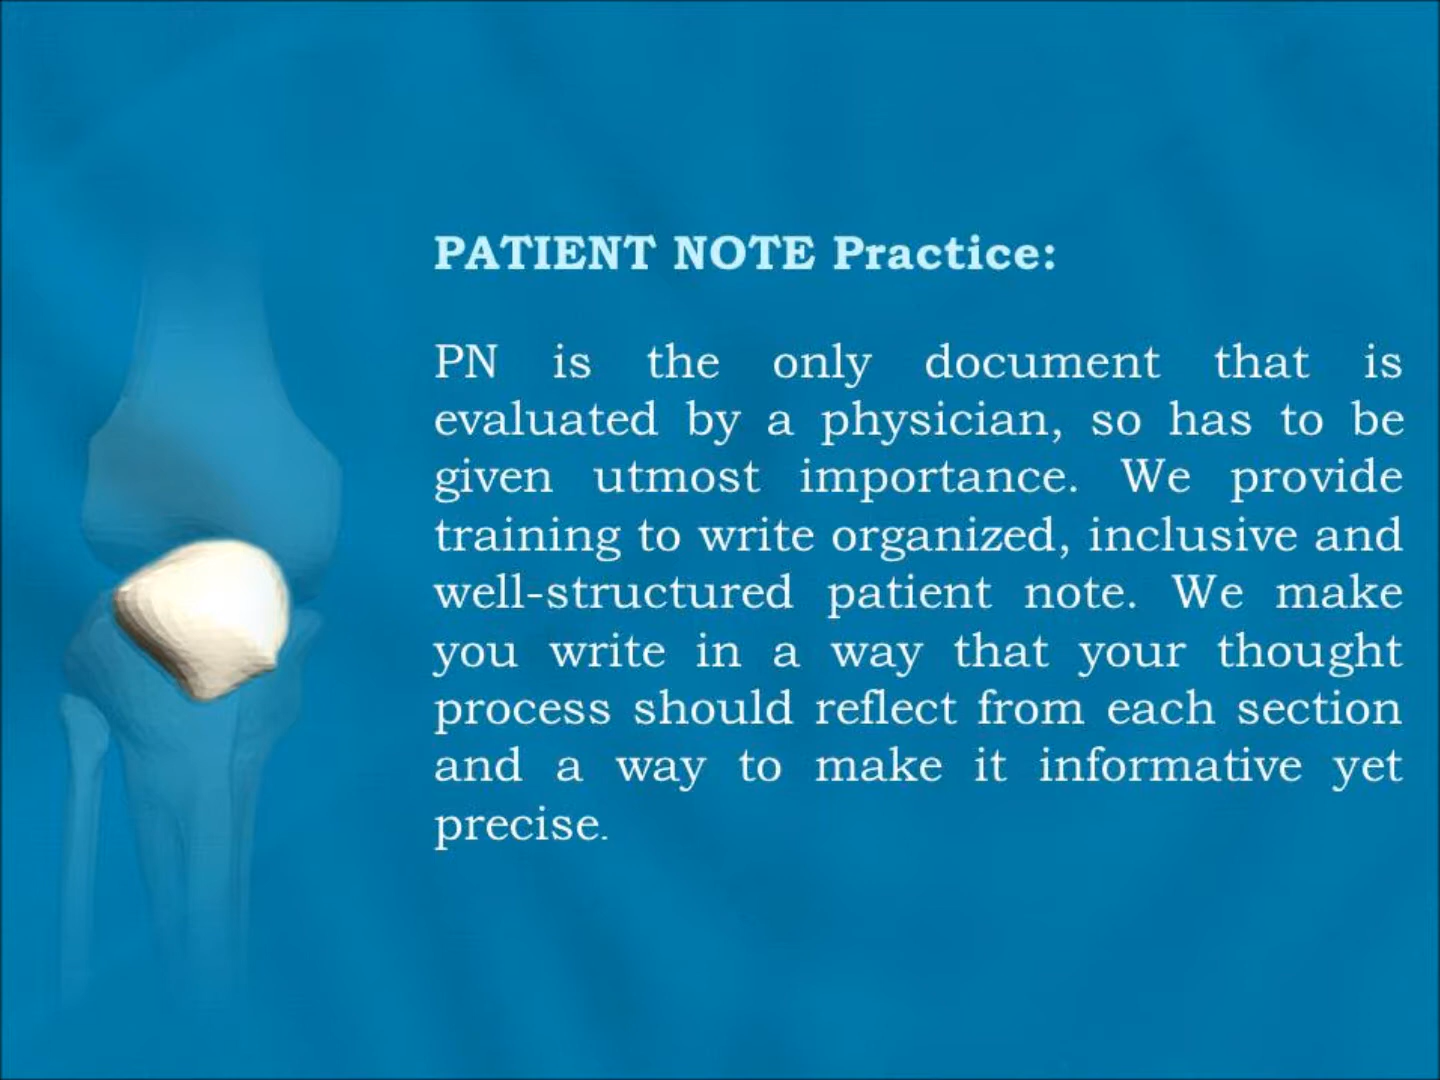 PATIENT NOTE Practice:
PN is the only document that is
evaluated by a physician, so has to be
given utmost importance. We provide
training to write organized, inclusive and
well-structured patient note. We make
you write in a way that your thought
process should reflect from each section
and a way to make it informative yet
precise.